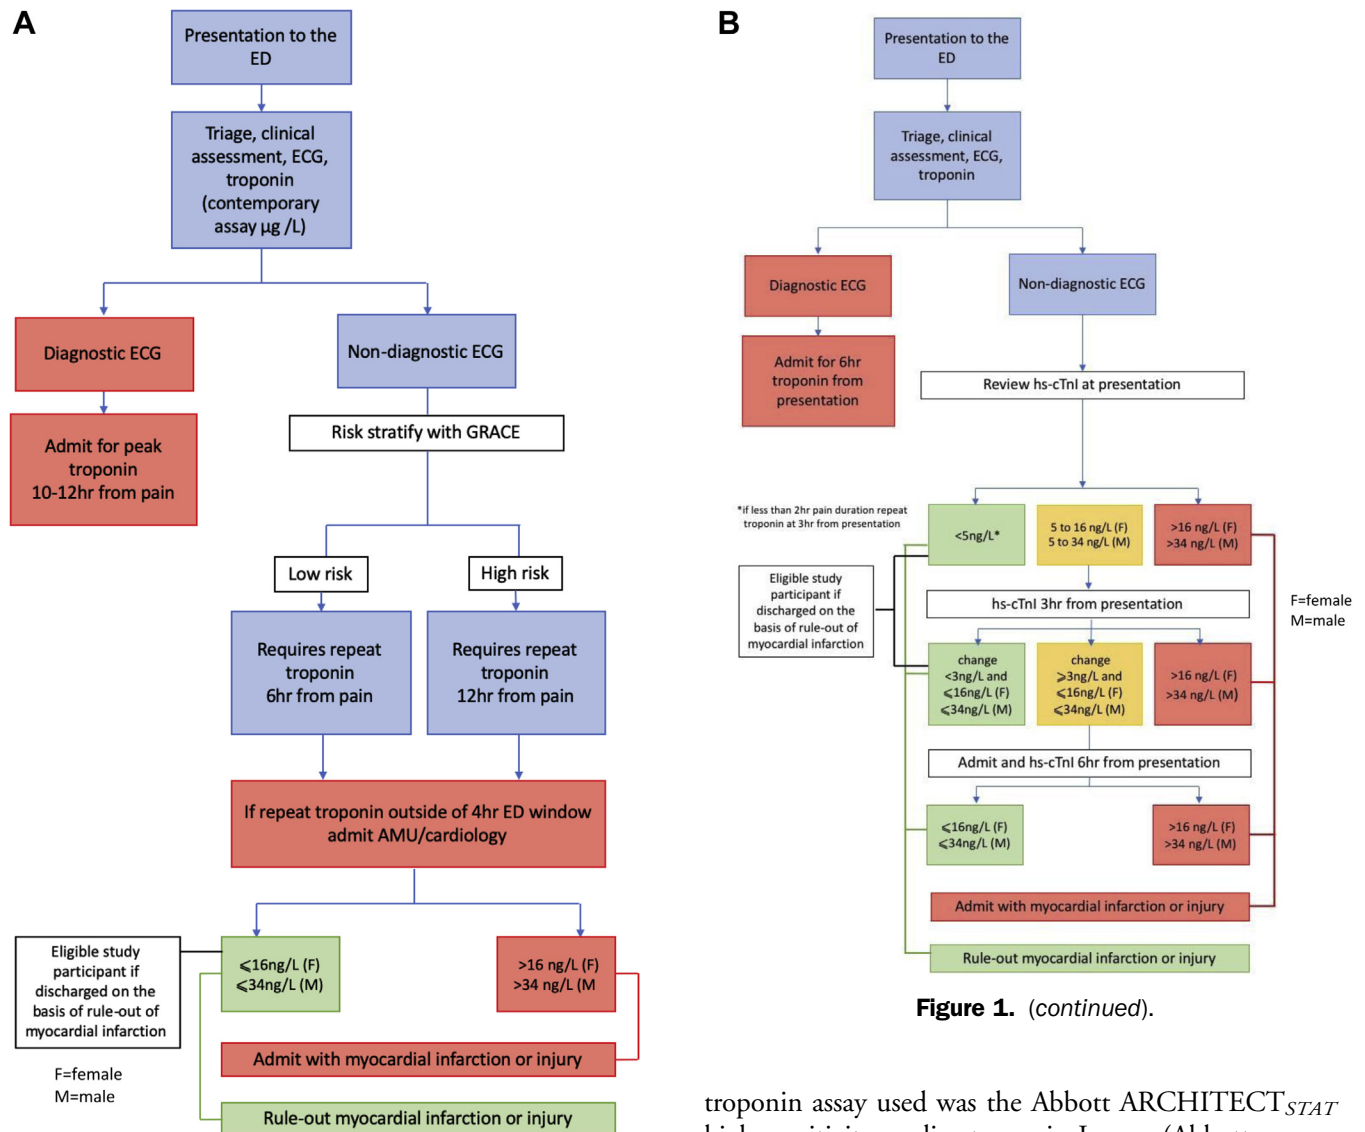 A
Presentation to the
ED
Triage, clinical
assessment, ECG,
troponin
(contemporary
assay µg /L)
Diagnostic ECG
Non-diagnostic ECG
Admit for peak
troponin
10-12hr from pain
Risk stratify with GRACE
Low risk
High risk
Requires repeat
troponin
6hr from pain
Requires repeat
troponin
12hr from pain
If repeat troponin outside of 4hr ED window
admit AMU/cardiology
Eligible study
participant if
discharged on the
basis of rule-out of
myocardial infarction
⩽16ng/L (F)
⩽34ng/L (M)
>16 ng/L (F)
>34 ng/L (M
Admit with myocardial infarction or injury
F=female
M=male
Rule-out myocardial infarction or injury
B
Presentation to the
ED
Triage, clinical
assessment, ECG,
troponin
Diagnostic ECG
Non-diagnostic ECG
Admit for 6hr
troponin from
presentation
Review hs-cTnI at presentation
*if less than 2hr pain duration repeat
troponin at 3hr from presentation
<5ng/L*
5 to 16 ng/L (F)
5 to 34 ng/L (M)
>16 ng/L (F)
>34 ng/L (M)
Eligible study
participant if
discharged on the
basis of rule-out of
myocardial infarction
hs-cTnI 3hr from presentation
F=female
M=male
change
<3ng/L and
⩽16ng/L (F)
⩽34ng/L (M)
change
⩾3ng/L and
⩽16ng/L (F)
⩽34ng/L (M)
>16 ng/L (F)
>34 ng/L (M)
Admit and hs-cTnI 6hr from presentation
⩽16ng/L (F)
⩽34ng/L (M)
>16 ng/L (F)
>34 ng/L (M)
Admit with myocardial infarction or injury
Rule-out myocardial infarction or injury
Figure 1. (continued).
troponin assay used was the Abbott ARCHITECTSTAT